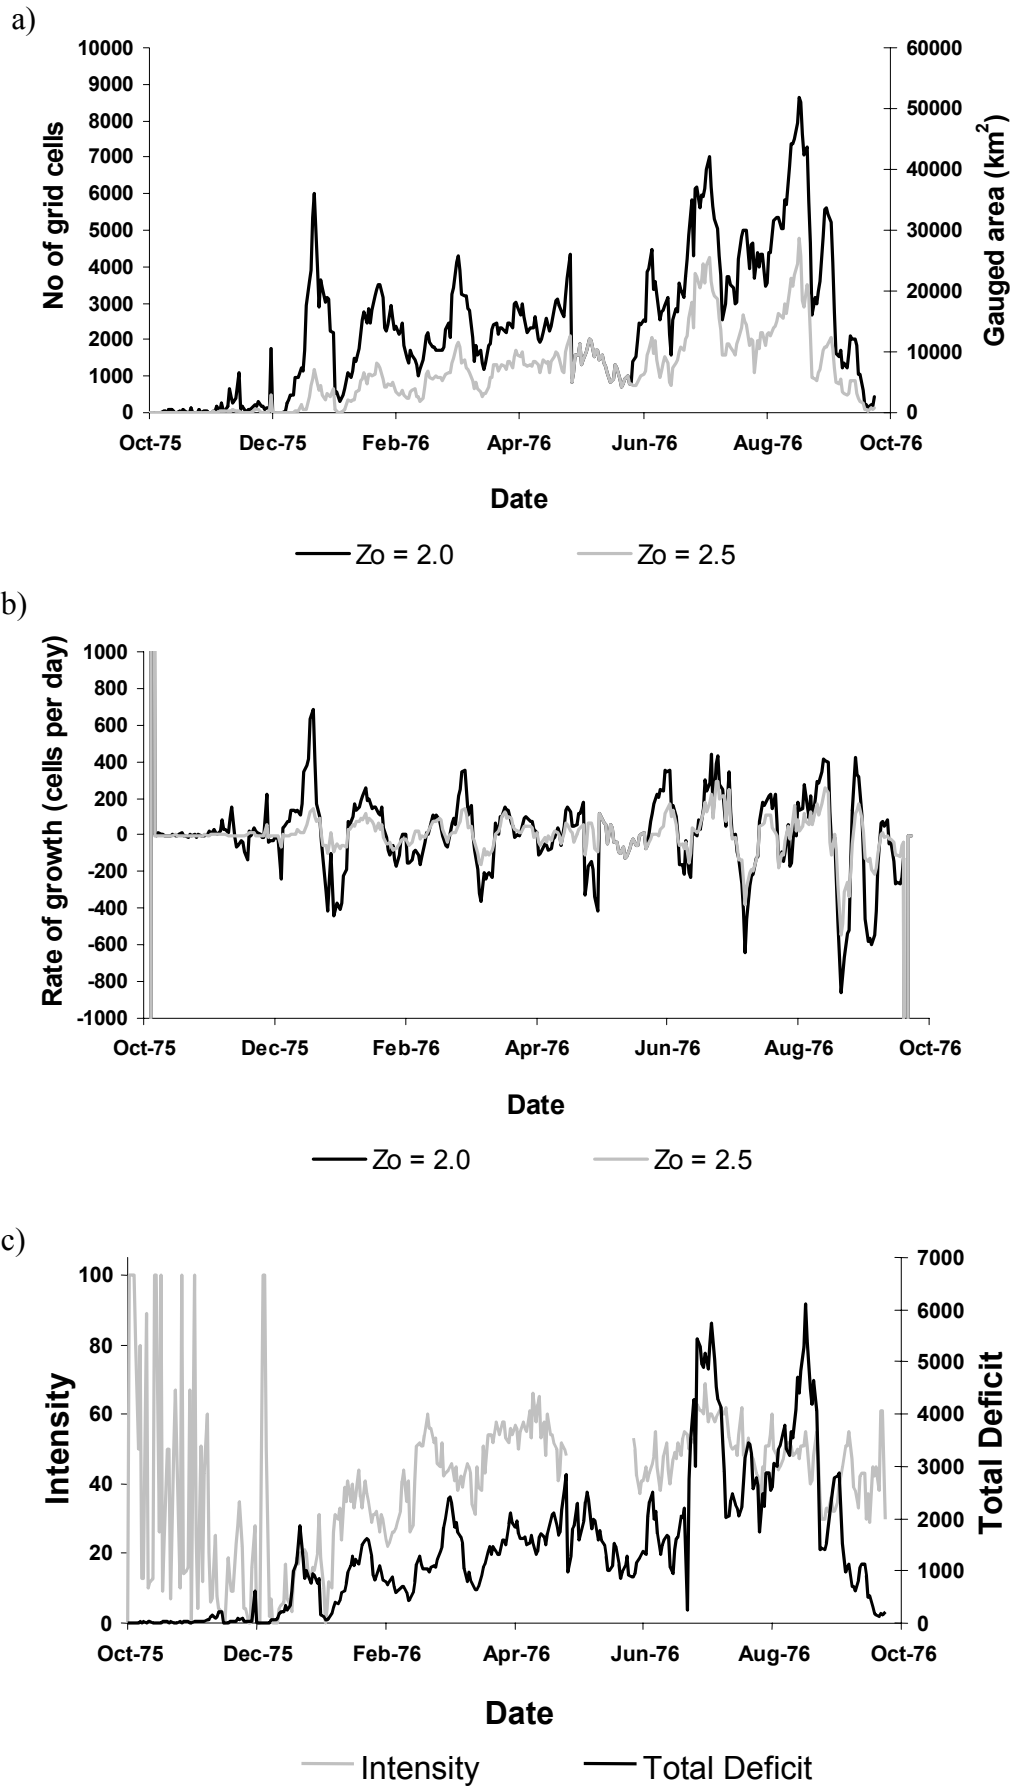 a)
10000
9000
8000
7000
6000
5000
4000
3000
2000
1000
0
No of grid cells
60000
50000
40000
30000
20000
10000
0
Gauged area (km²)
Oct-75 Dec-75 Feb-76 Apr-76 Jun-76 Aug-76 Oct-76
Date
Zo = 2.0 Zo = 2.5
b)
1000
800
600
400
200
0
-200
-400
-600
-800
-1000
Rate of growth (cells per day)
Oct-75 Dec-75 Feb-76 Apr-76 Jun-76 Aug-76 Oct-76
Date
Zo = 2.0 Zo = 2.5
c)
100
80
60
40
20
0
Intensity
7000
6000
5000
4000
3000
2000
1000
0
Total Deficit
Oct-75 Dec-75 Feb-76 Apr-76 Jun-76 Aug-76 Oct-76
Date
Intensity Total Deficit